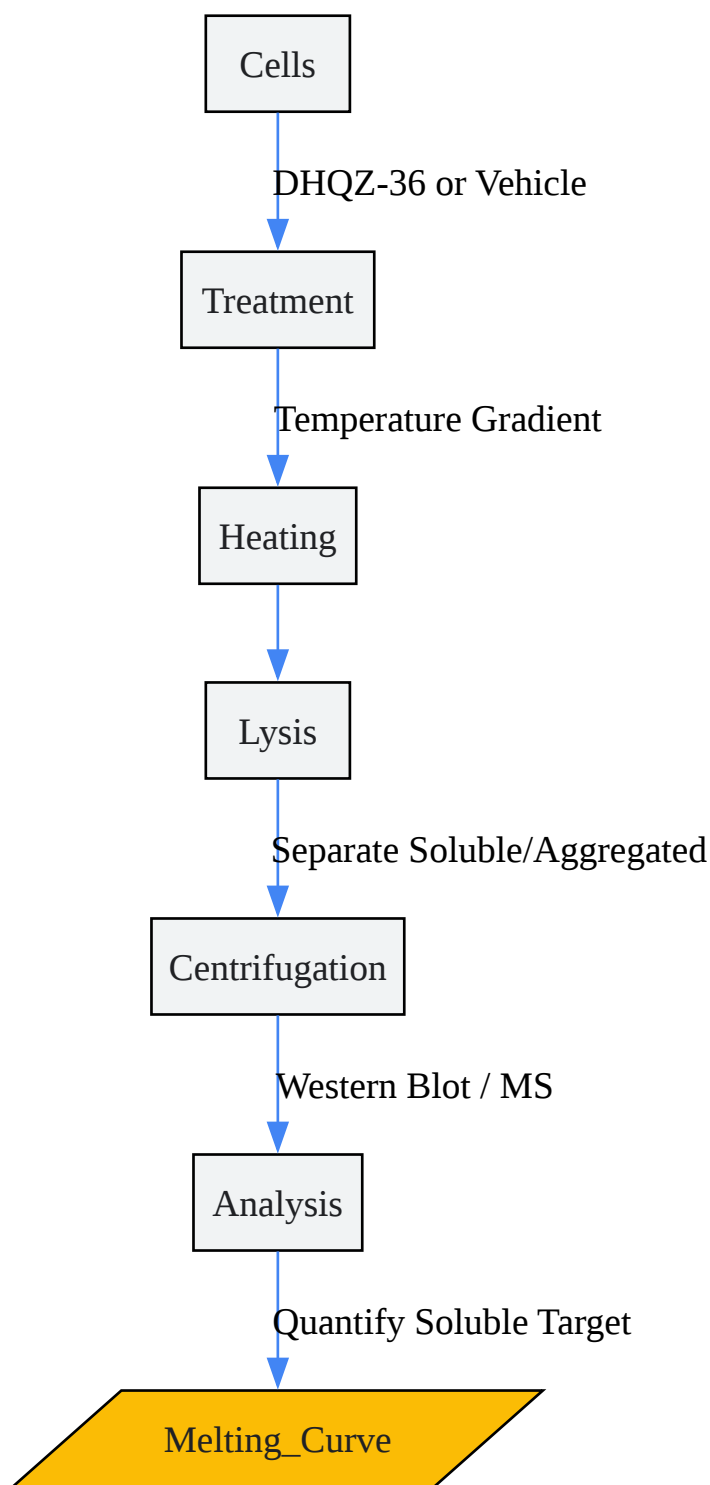 Cells
DHQZ-36 or Vehicle
Treatment
Temperature Gradient
Heating
Lysis
Separate Soluble/Aggregated
Centrifugation
Western Blot / MS
Analysis
Quantify Soluble Target
Melting_Curve